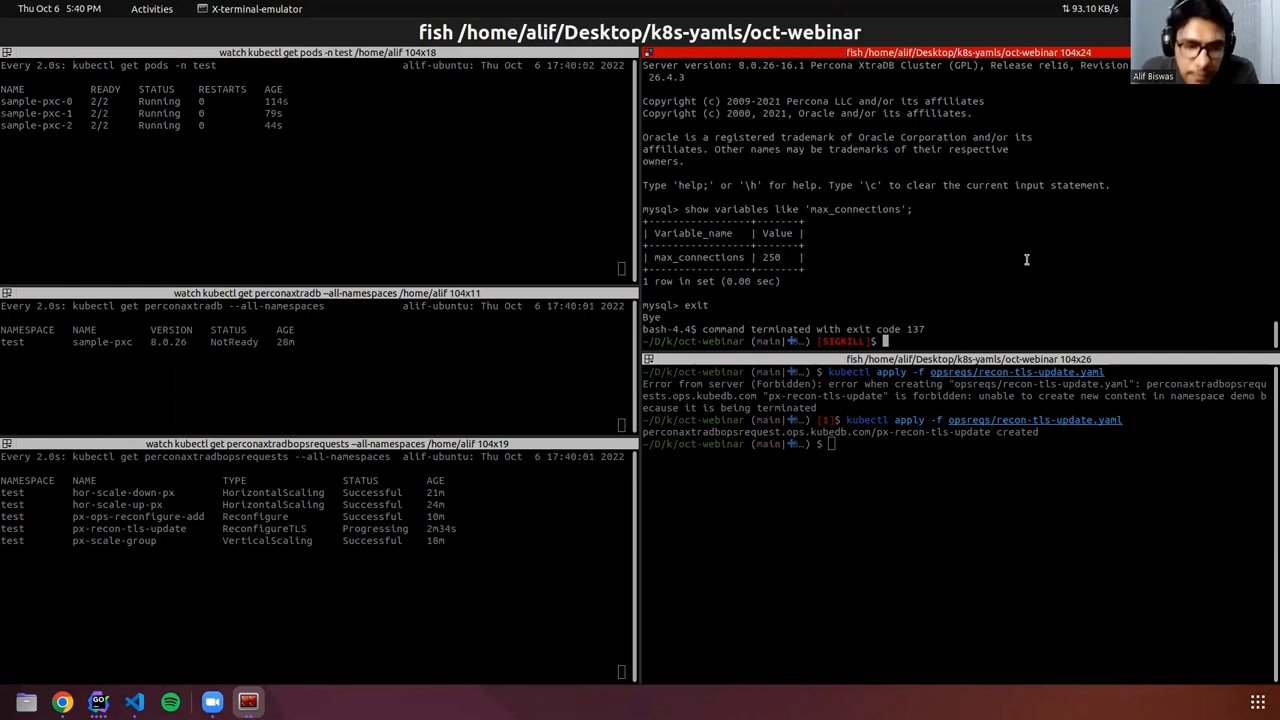 Thu Oct 6 5:40 PM Activities X-terminal-emulator 93.10 KB/s
fish /home/alif/Desktop/k8s-yamls/oct-webinar
Alif Biswas
watch kubectl get pods -n test /home/alif 104x18
Every 2.0s: kubectl get pods -n test alif-ubuntu: Thu Oct 6 17:40:02 2022
NAME READY STATUS RESTARTS AGE
sample-pxc-0 2/2 Running 0 114s
sample-pxc-1 2/2 Running 0 79s
sample-pxc-2 2/2 Running 0 44s
watch kubectl get perconaxtradb --all-namespaces /home/alif 104x11
Every 2.0s: kubectl get perconaxtradb --all-namespaces alif-ubuntu: Thu Oct 6 17:40:01 2022
NAMESPACE NAME VERSION STATUS AGE
test sample-pxc 8.0.26 NotReady 28m
watch kubectl get perconaxtradbopsrequests --all-namespaces /home/alif 104x19
Every 2.0s: kubectl get perconaxtradbopsrequests --all-namespaces alif-ubuntu: Thu Oct 6 17:40:01 2022
NAMESPACE NAME TYPE STATUS AGE
test hor-scale-down-px HorizontalScaling Successful 21m
test hor-scale-up-px HorizontalScaling Successful 24m
test px-ops-reconfigure-add Reconfigure Successful 10m
test px-recon-tls-update ReconfigureTLS Progressing 2m34s
test px-scale-group VerticalScaling Successful 18m
fish /home/alif/Desktop/k8s-yamls/oct-webinar 104x24
Server version: 8.0.26-16.1 Percona XtraDB Cluster (GPL), Release rel16, Revision
26.4.3
Copyright (c) 2009-2021 Percona LLC and/or its affiliates
Copyright (c) 2000, 2021, Oracle and/or its affiliates.
Oracle is a registered trademark of Oracle Corporation and/or its
affiliates. Other names may be trademarks of their respective
owners.
Type 'help;' or '\h' for help. Type '\c' to clear the current input statement.
mysql> show variables like 'max_connections';
+-----------------+-------+
| Variable_name | Value |
+-----------------+-------+
| max_connections | 250 |
+-----------------+-------+
1 row in set (0.00 sec)
mysql> exit
Bye
bash-4.4$ command terminated with exit code 137
~/D/k/oct-webinar (main|✚8…) [SIGKILL]$
fish /home/alif/Desktop/k8s-yamls/oct-webinar 104x26
~/D/k/oct-webinar (main|✚8…) $ kubectl apply -f opsreqs/recon-tls-update.yaml
Error from server (Forbidden): error when creating "opsreqs/recon-tls-update.yaml": perconaxtradbopsreque
sts.ops.kubedb.com "px-recon-tls-update" is forbidden: unable to create new content in namespace demo b
ecause it is being terminated
~/D/k/oct-webinar (main|✚8…) [1]$ kubectl apply -f opsreqs/recon-tls-update.yaml
perconaxtradbopsrequest.ops.kubedb.com/px-recon-tls-update created
~/D/k/oct-webinar (main|✚8…) $